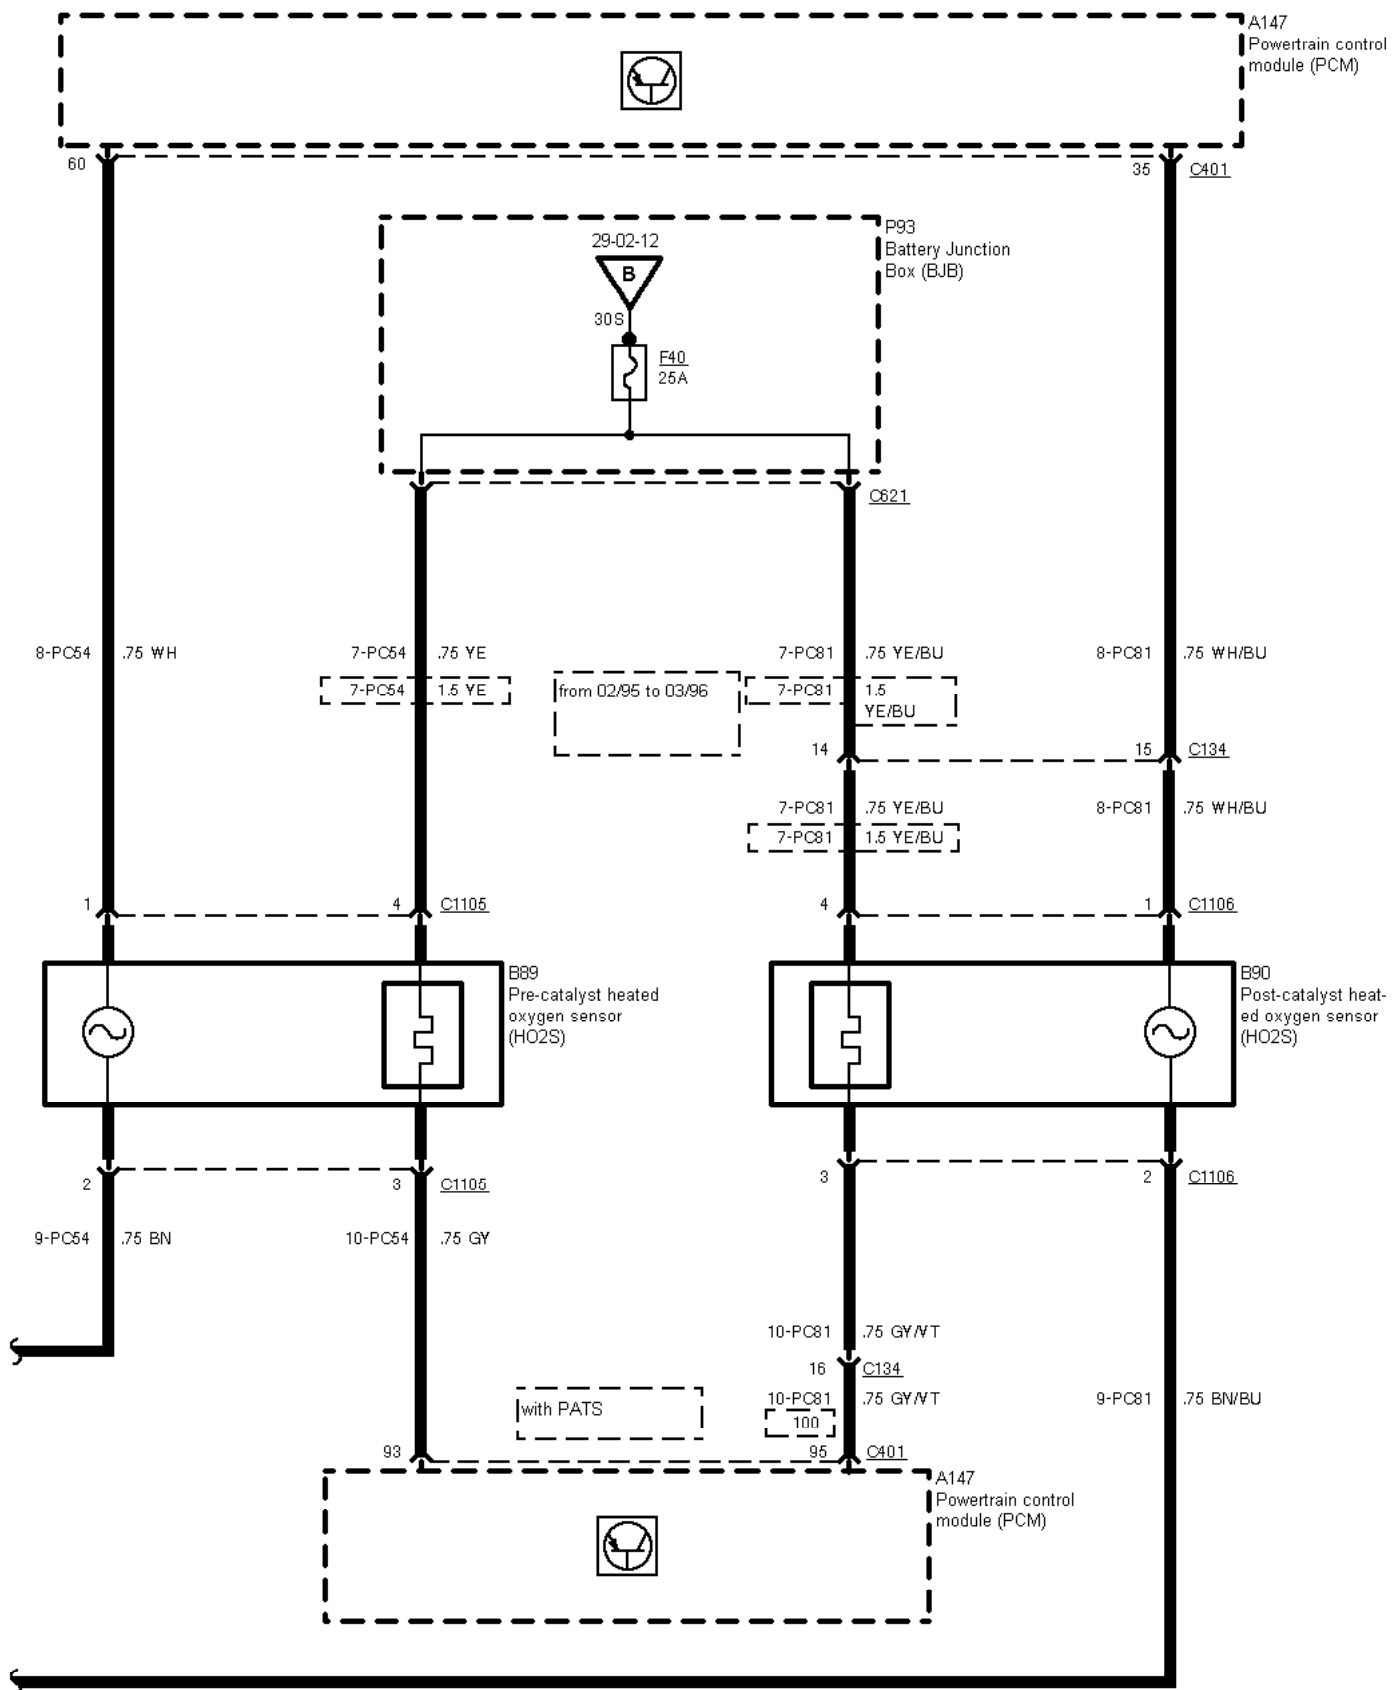 A147
Powertrain control
module (PCM)
60
35
C401
P93
Battery Junction
Box (BJB)
29-02-12
B
30S
F40
25A
C621
8-PC54
.75 WH
7-PC54
.75 YE
7-PC81
.75 YE/BU
8-PC81
.75 WH/BU
7-PC54
1.5 YE
from 02/95 to 03/96
7-PC81
1.5
YE/BU
14
15
C134
7-PC81
.75 YE/BU
8-PC81
.75 WH/BU
7-PC81
1.5 YE/BU
1
4
C1105
4
1
C1106
B89
Pre-catalyst heated
oxygen sensor
(HO2S)
B90
Post-catalyst heat-
ed oxygen sensor
(HO2S)
2
3
C1105
3
2
C1106
9-PC54
.75 BN
10-PC54
.75 GY
10-PC81
.75 GY/VT
16
C134
with PATS
10-PC81
.75 GY/VT
9-PC81
.75 BN/BU
100
93
95
C401
A147
Powertrain control
module (PCM)